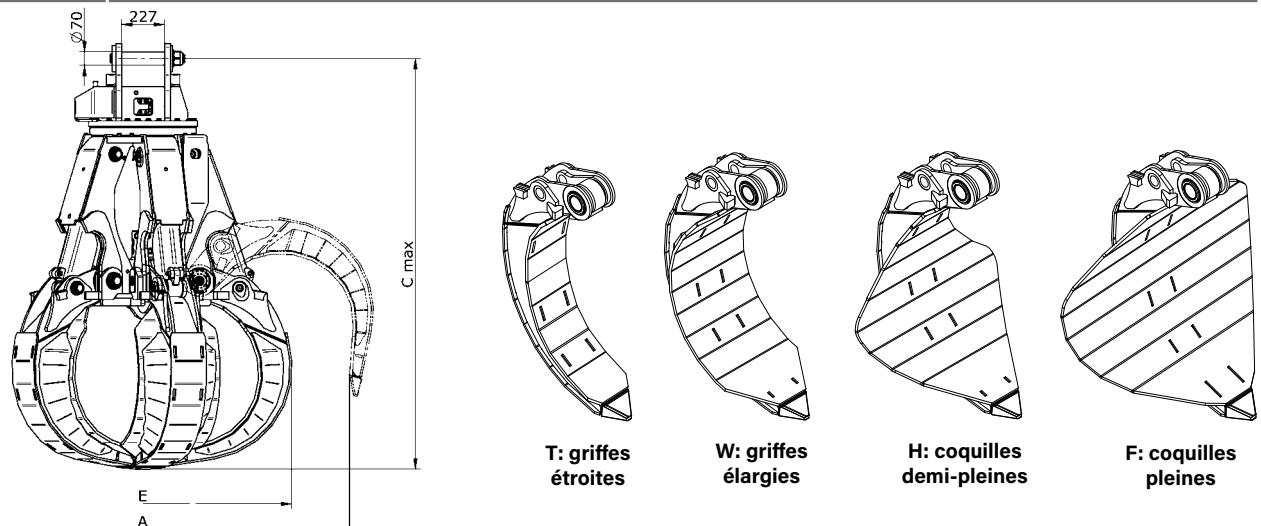 227
Ø70
C max
E
A
T: griffes
étroites
W: griffes
élargies
H: coquilles
demi-pleines
F: coquilles
pleines